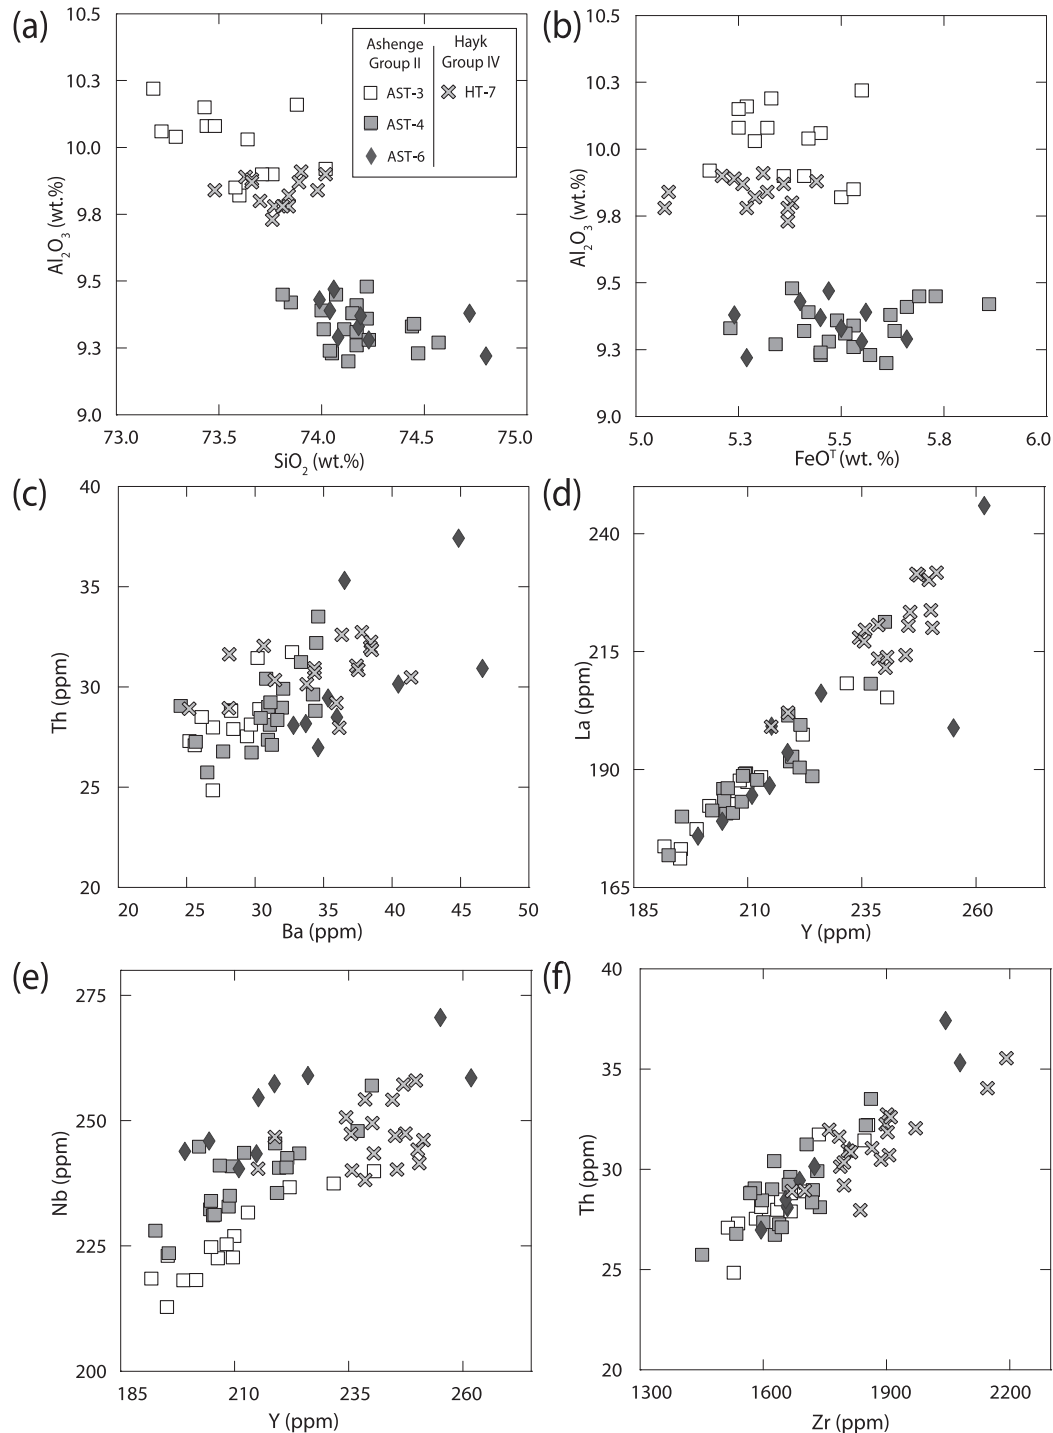 (a)
10.5
10.3
10.0
9.8
9.5
9.3
9.0
Al₂O₃ (wt.%)
73.0 73.5 74.0 74.5 75.0
SiO₂ (wt.%)
Ashenge Group II
Hayk Group IV
AST-3
HT-7
AST-4
AST-6
(b)
10.5
10.3
10.0
9.8
9.5
9.3
9.0
Al₂O₃ (wt.%)
5.0 5.3 5.5 5.8 6.0
FeOᵀ (wt. %)
(c)
40
35
30
25
20
Th (ppm)
20 25 30 35 40 45 50
Ba (ppm)
(d)
240
215
190
165
La (ppm)
185 210 235 260
Y (ppm)
(e)
275
250
225
200
Nb (ppm)
185 210 235 260
Y (ppm)
(f)
40
35
30
25
20
Th (ppm)
1300 1600 1900 2200
Zr (ppm)